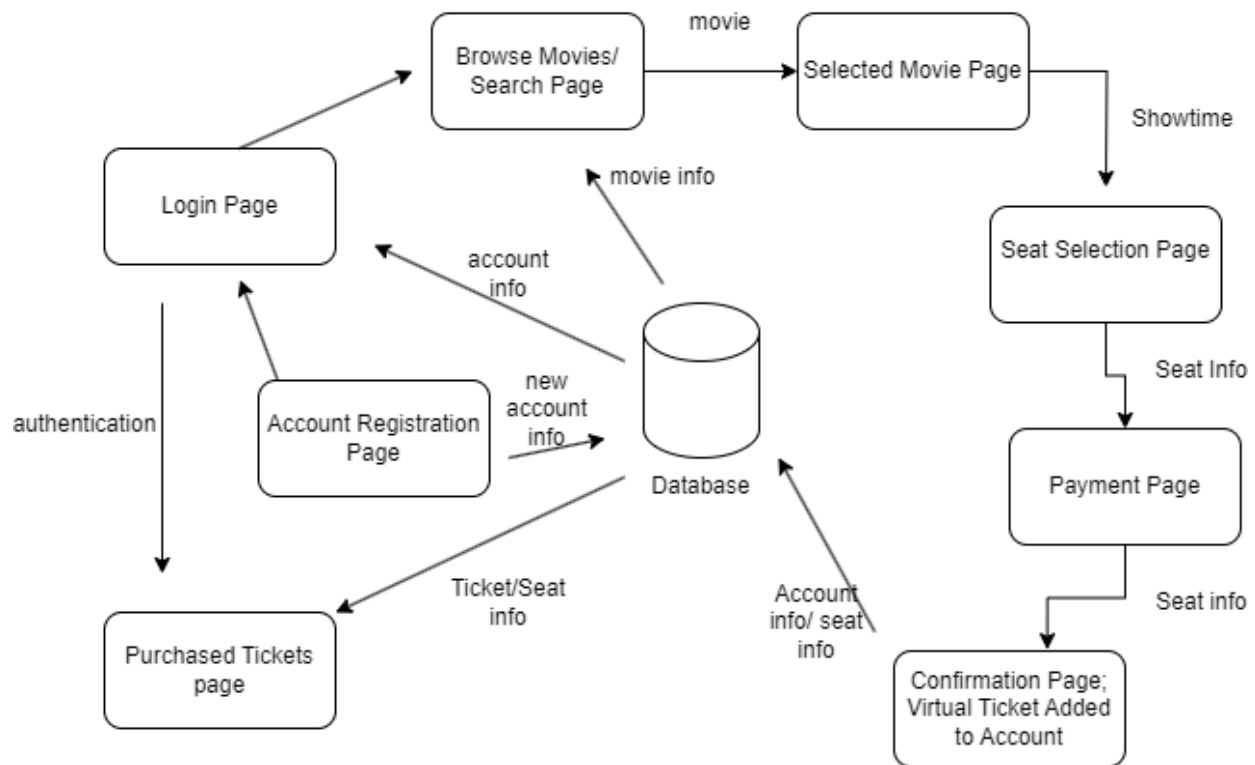 movie
Browse Movies/
Search Page
Selected Movie Page
Showtime
movie info
Login Page
Seat Selection Page
account
info
Seat Info
new
account
info
authentication
Account Registration
Page
Database
Payment Page
Ticket/Seat
info
Account
info/ seat
info
Seat info
Purchased Tickets
page
Confirmation Page;
Virtual Ticket Added
to Account